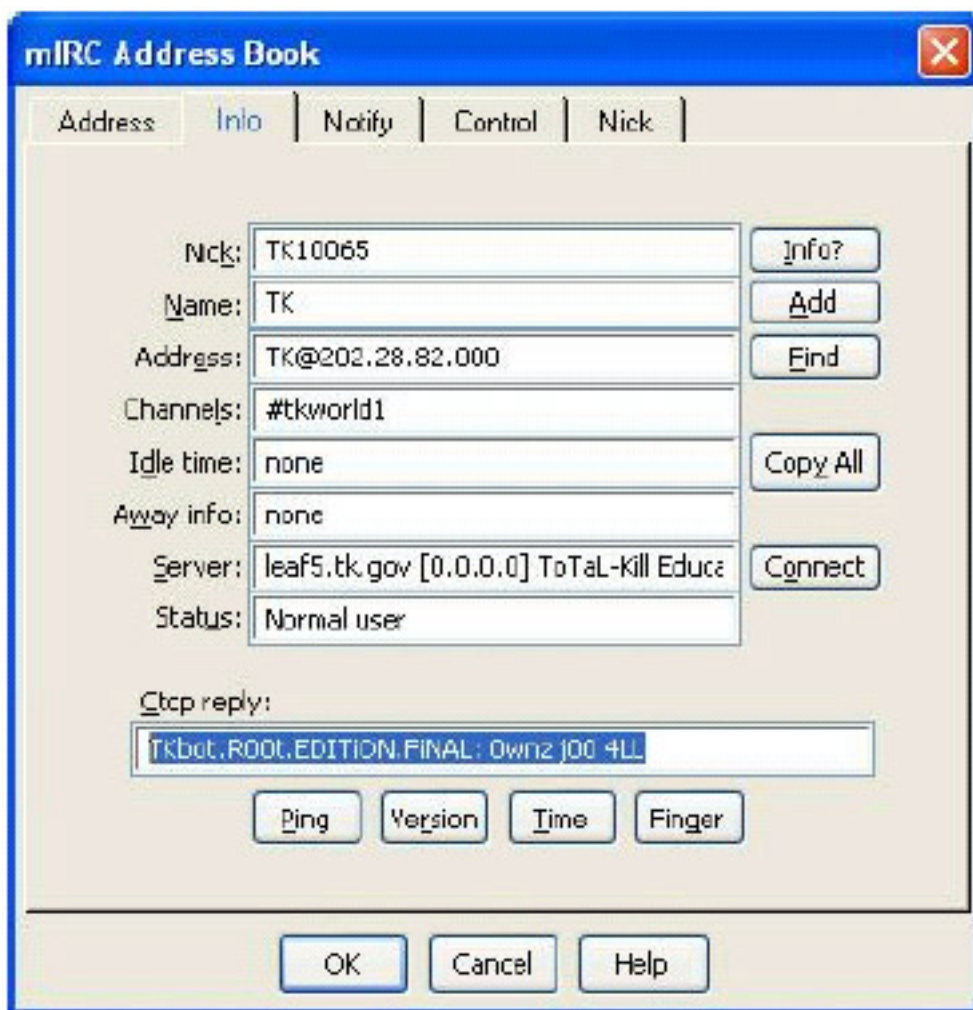 mIRC Address Book
Address Info Notify Control Nick
Nick: TK10065 Info?
Name: TK Add
Address: TK@202.28.82.000 Find
Channels: #tkworld1
Idle time: none Copy All
Away info: none
Server: leaf5.tk.gov [0.0.0.0] ToTaL-Kill Educa Connect
Status: Normal user
Ctcp reply:
TKbot.R00t.EDITiON.FiNAL: 0wnz j00 4LL
Ping Version Time Finger
OK Cancel Help